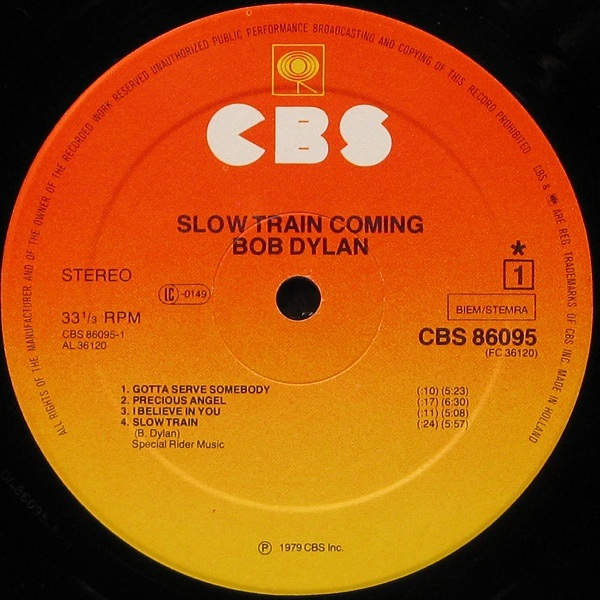 ALL RIGHTS OF THE MANUFACTURER AND OF THE OWNER OF THE RECORDED WORK RESERVED UNAUTHORIZED PUBLIC PERFORMANCE BROADCASTING AND COPYING OF THIS RECORD PROHIBITED
CBS & ARE REG. TRADEMARKS OF CBS INC. MADE IN HOLLAND
CBS
SLOW TRAIN COMING
BOB DYLAN
STEREO
LC -0149
*
1
33 1/3 RPM
BIEM/STEMRA
CBS 86095-1
AL 36120
CBS 86095
(FC 36120)
1. GOTTA SERVE SOMEBODY (:10) (5:23)
2. PRECIOUS ANGEL (:17) (6:30)
3. I BELIEVE IN YOU (:11) (5:08)
4. SLOW TRAIN (:24) (5:57)
(B. Dylan)
Special Rider Music
Ⓟ 1979 CBS Inc.